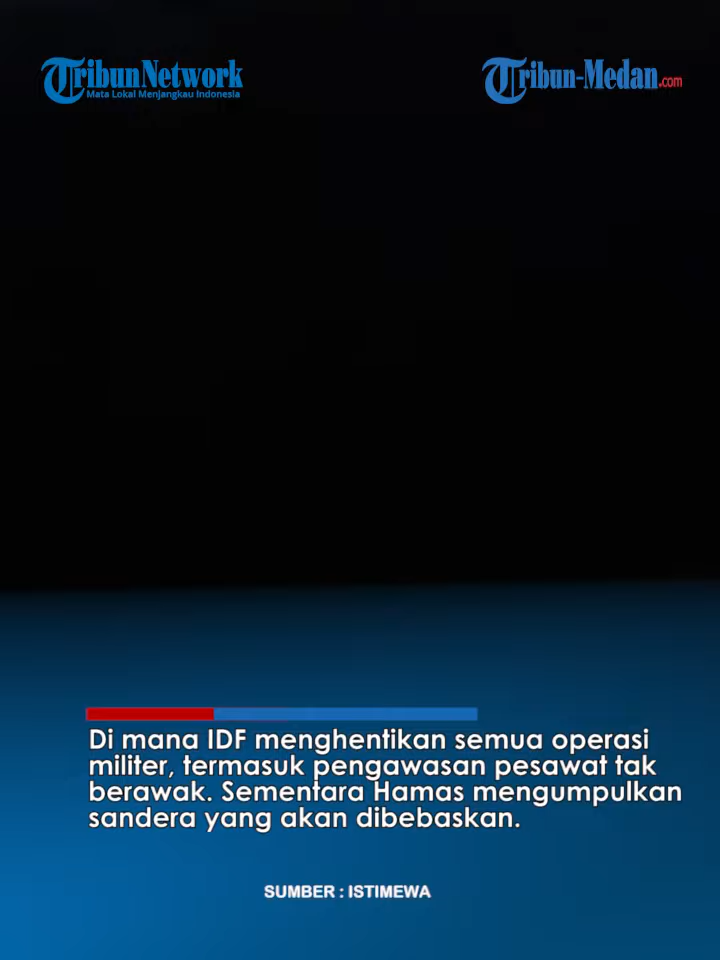 TribunNetwork
Mata Lokal Menjangkau Indonesia
Tribun-Medan.com
Di mana IDF menghentikan semua operasi
militer, termasuk pengawasan pesawat tak
berawak. Sementara Hamas mengumpulkan
sandera yang akan dibebaskan.
SUMBER : ISTIMEWA